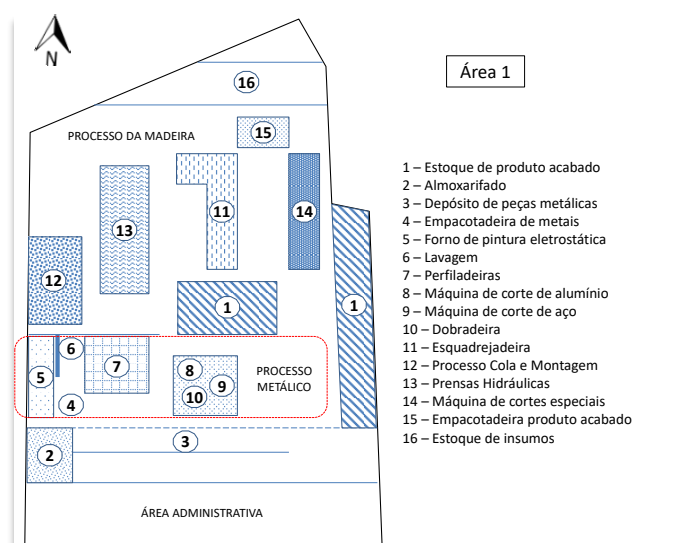 N
Área 1
16
PROCESSO DA MADEIRA
15
13
11
14
12
1
1
6
5
7
8
9
10
4
PROCESSO
METÁLICO
3
2
ÁREA ADMINISTRATIVA
1 – Estoque de produto acabado
2 – Almoxarifado
3 – Depósito de peças metálicas
4 – Empacotadeira de metais
5 – Forno de pintura eletrostática
6 – Lavagem
7 – Perfiladeiras
8 – Máquina de corte de alumínio
9 – Máquina de corte de aço
10 – Dobradeira
11 – Esquadrejadeira
12 – Processo Cola e Montagem
13 – Prensas Hidráulicas
14 – Máquina de cortes especiais
15 – Empacotadeira produto acabado
16 – Estoque de insumos